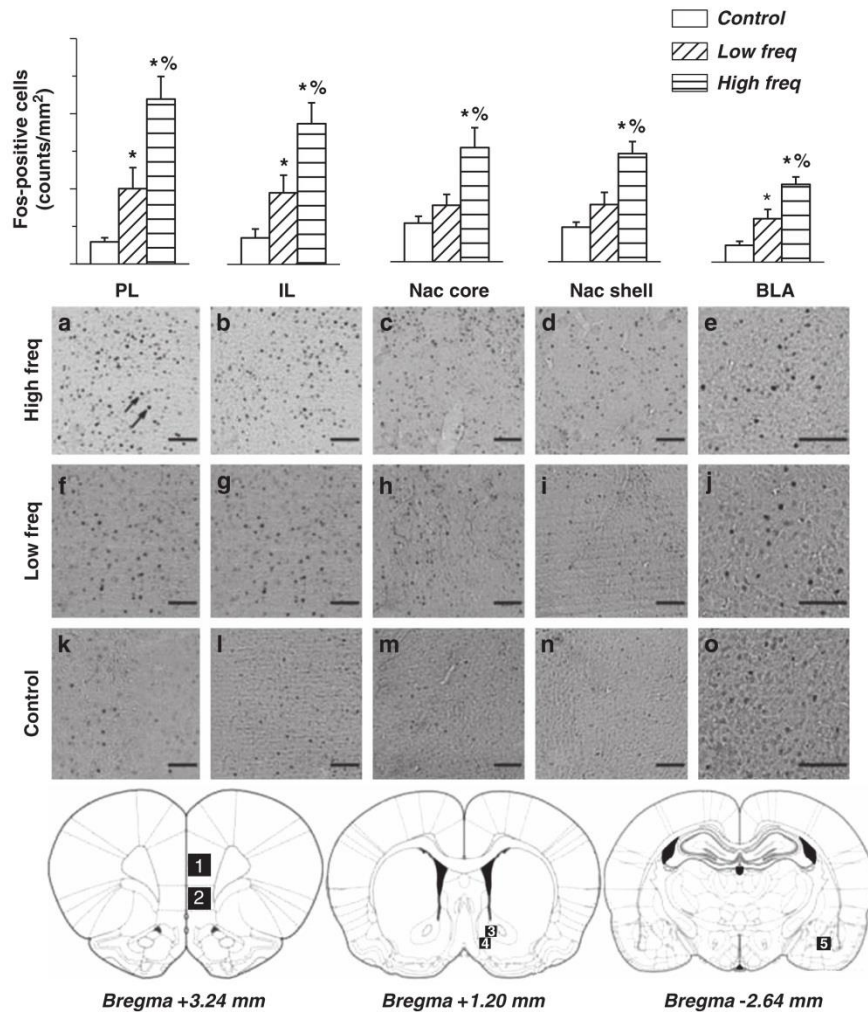 Control
Low freq
High freq
Fos-positive cells
(counts/mm²)
*
*%
*
*%
*%
*%
*
*%
PL IL Nac core Nac shell BLA
High freq
a b c d e
Low freq
f g h i j
Control
k l m n o
1
2
3
4
5
Bregma +3.24 mm Bregma +1.20 mm Bregma -2.64 mm